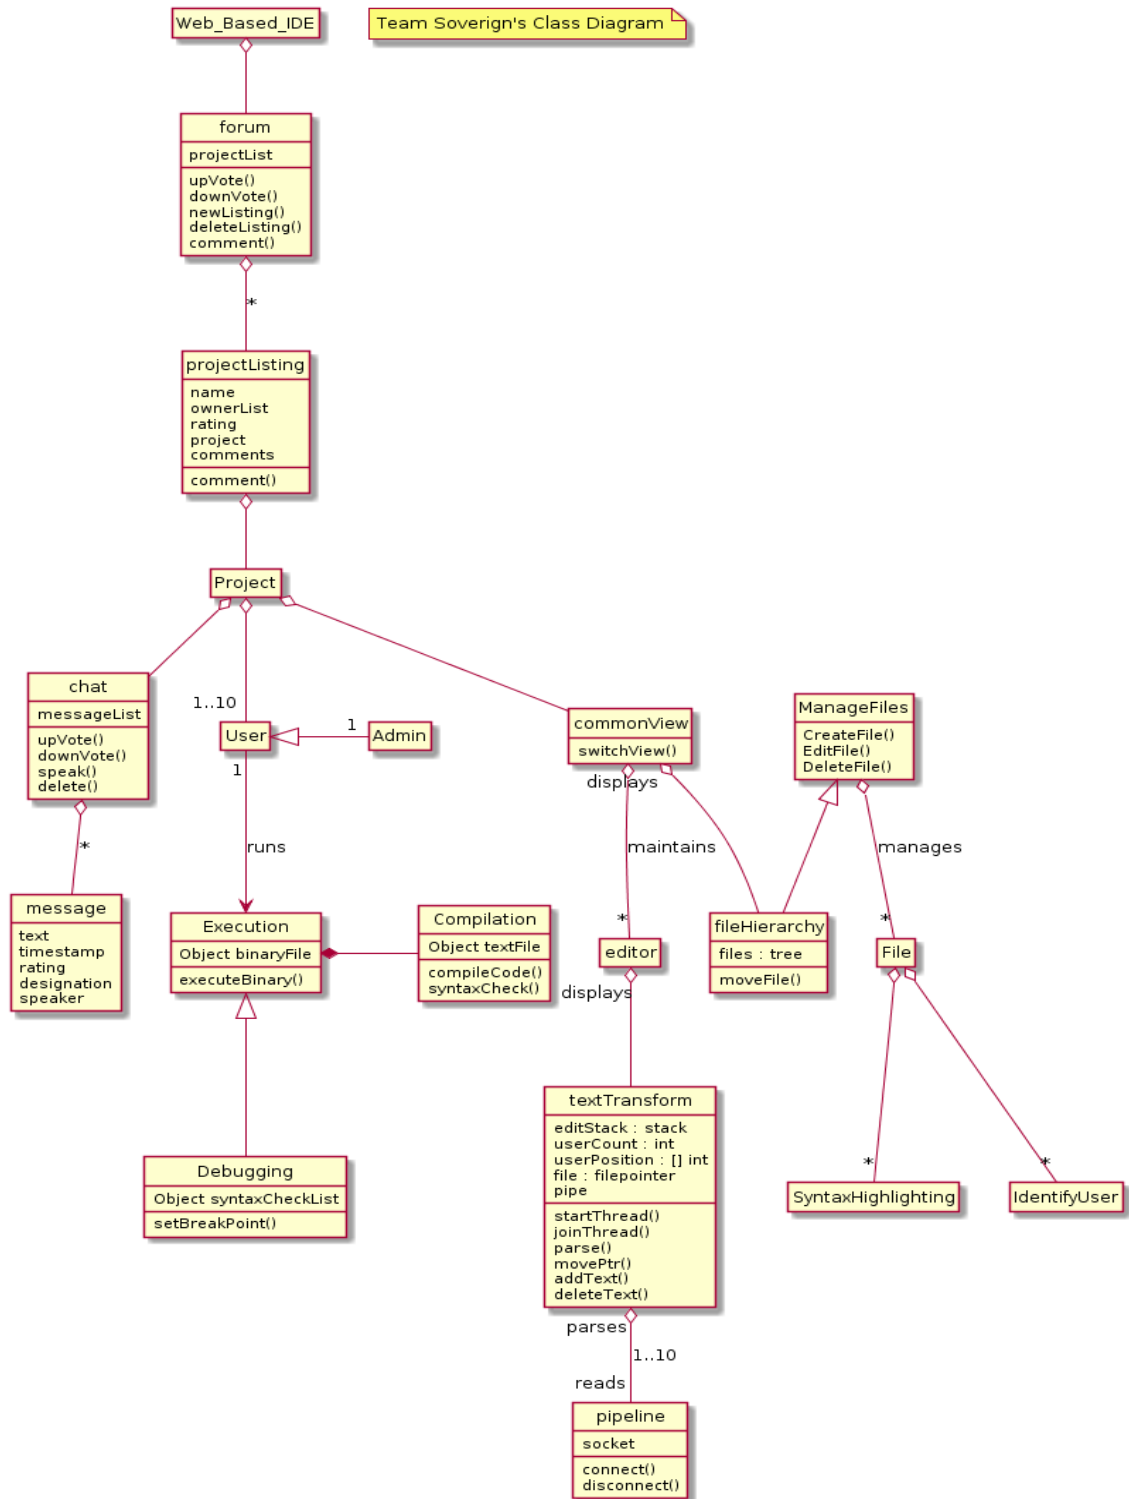 Web_Based_IDE
Team Soverign's Class Diagram
forum
projectList
upVote()
downVote()
newListing()
deleteListing()
comment()
*
projectListing
name
ownerList
rating
project
comments
comment()
Project
chat
messageList
upVote()
downVote()
speak()
delete()
*
message
text
timestamp
rating
designation
speaker
1..10
User
1
1
Admin
runs
Execution
Object binaryFile
executeBinary()
Compilation
Object textFile
compileCode()
syntaxCheck()
Debugging
Object syntaxCheckList
setBreakPoint()
commonView
switchView()
displays
maintains
*
editor
displays
ManageFiles
CreateFile()
EditFile()
DeleteFile()
manages
*
fileHierarchy
files : tree
moveFile()
File
*
*
SyntaxHighlighting
IdentifyUser
textTransform
editStack : stack
userCount : int
userPosition : [] int
file : filepointer
pipe
startThread()
joinThread()
parse()
movePtr()
addText()
deleteText()
parses
1..10
reads
pipeline
socket
connect()
disconnect()